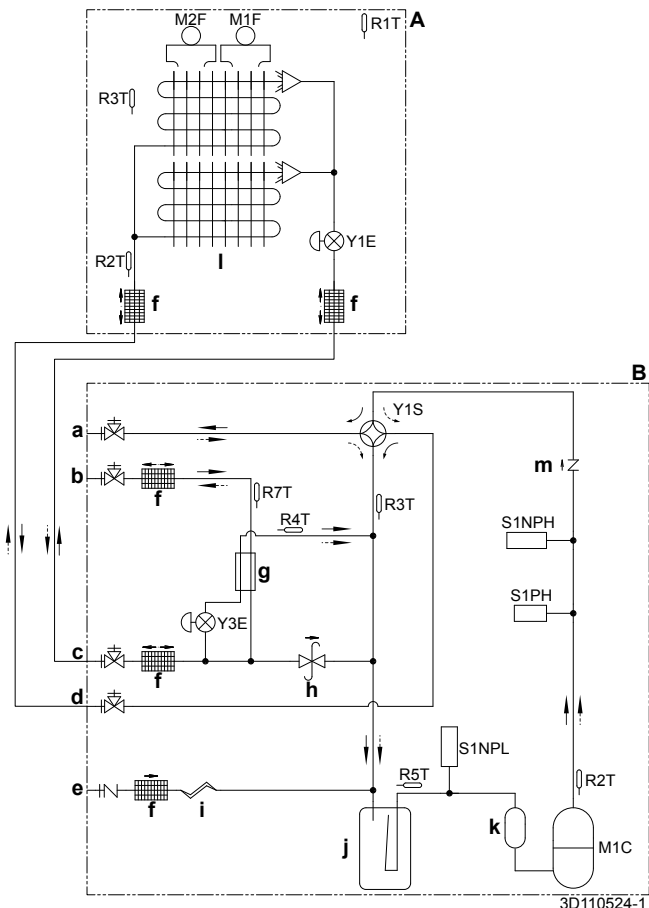 M2F M1F
R1T
A
R3T
R2T
l
Y1E
f
f
B
a
Y1S
b
f
m
R7T
R3T
R4T
S1NPH
g
S1PH
Y3E
c
f
h
d
S1NPL
R5T
R2T
e
f
i
j
k
M1C
3D110524-1